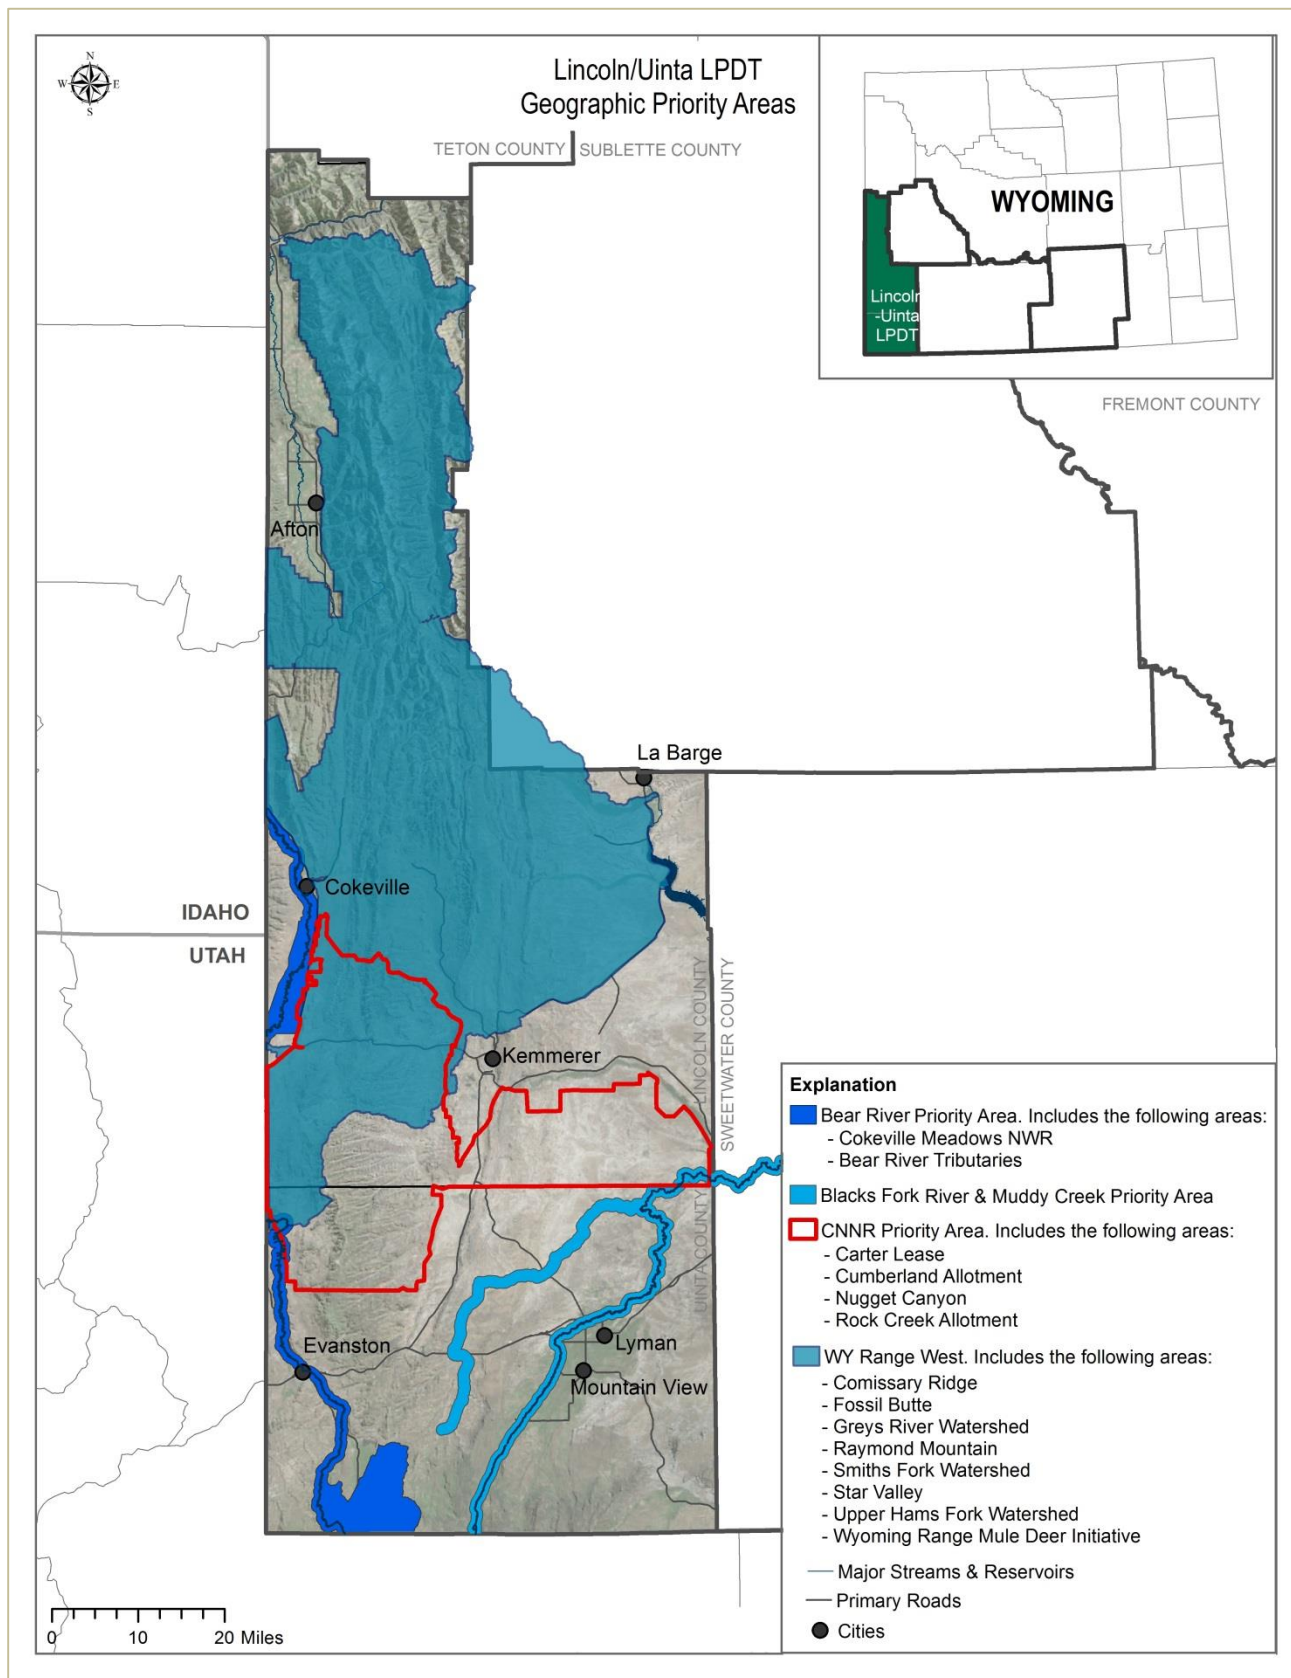 N
W E
S
Lincoln/Uinta LPDT
Geographic Priority Areas
TETON COUNTY
SUBLETTE COUNTY
WYOMING
Lincoln
-Uinta
LPDT
FREMONT COUNTY
Afton
La Barge
Cokeville
IDAHO
UTAH
Kemmerer
LINCOLN COUNTY
SWEETWATER COUNTY
UINTA COUNTY
Evanston
Lyman
Mountain View
Explanation
Bear River Priority Area. Includes the following areas:
- Cokeville Meadows NWR
- Bear River Tributaries
Blacks Fork River & Muddy Creek Priority Area
CNNR Priority Area. Includes the following areas:
- Carter Lease
- Cumberland Allotment
- Nugget Canyon
- Rock Creek Allotment
WY Range West. Includes the following areas:
- Comissary Ridge
- Fossil Butte
- Greys River Watershed
- Raymond Mountain
- Smiths Fork Watershed
- Star Valley
- Upper Hams Fork Watershed
- Wyoming Range Mule Deer Initiative
Major Streams & Reservoirs
Primary Roads
Cities
0 10 20 Miles